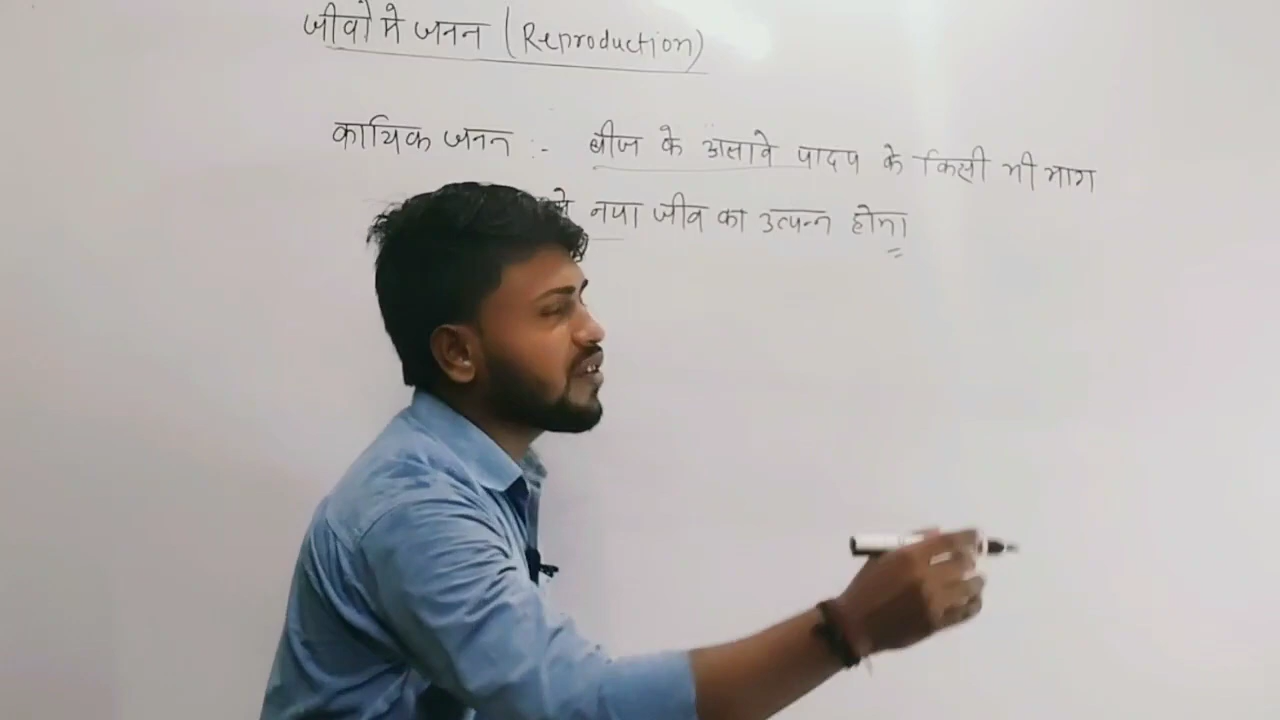 जीवो मे जनन (Reproduction)
कायिक जनन :- बीज के अलावे पादप के किसी भी भाग
से नया जीव का उत्पन्न होना